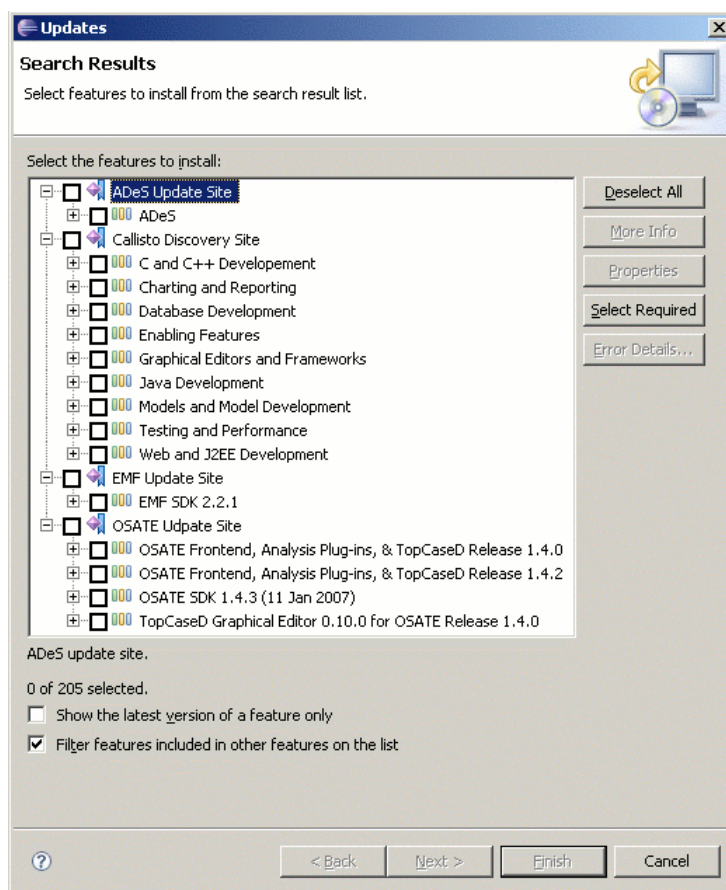 Updates
Search Results
Select features to install from the search result list.
Select the features to install:
ADeS Update Site
ADeS
Callisto Discovery Site
C and C++ Developement
Charting and Reporting
Database Development
Enabling Features
Graphical Editors and Frameworks
Java Development
Models and Model Development
Testing and Performance
Web and J2EE Development
EMF Update Site
EMF SDK 2.2.1
OSATE Udpate Site
OSATE Frontend, Analysis Plug-ins, & TopCaseD Release 1.4.0
OSATE Frontend, Analysis Plug-ins, & TopCaseD Release 1.4.2
OSATE SDK 1.4.3 (11 Jan 2007)
TopCaseD Graphical Editor 0.10.0 for OSATE Release 1.4.0
Deselect All
More Info
Properties
Select Required
Error Details...
ADeS update site.
0 of 205 selected.
Show the latest version of a feature only
Filter features included in other features on the list
?
< Back
Next >
Finish
Cancel